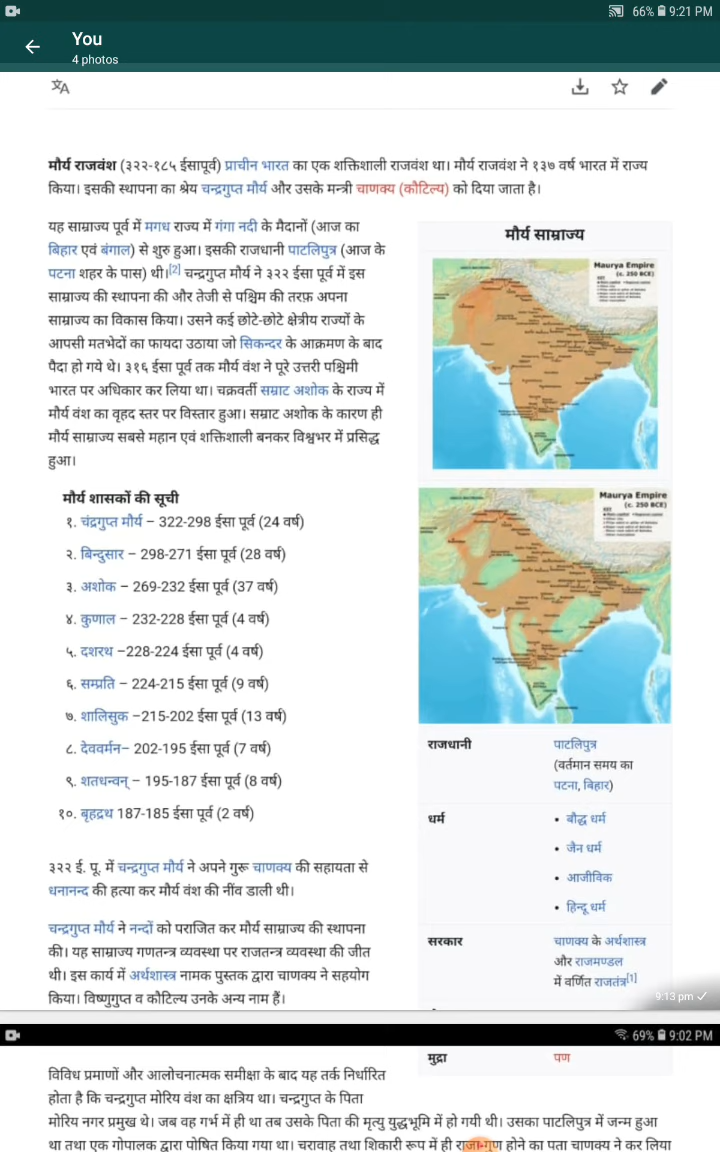 66% 9:21 PM
You
4 photos
मौर्य राजवंश (३२२-१८५ ईसापूर्व) प्राचीन भारत का एक शक्तिशाली राजवंश था। मौर्य राजवंश ने १३७ वर्ष भारत में राज्य
किया। इसकी स्थापना का श्रेय चन्द्रगुप्त मौर्य और उसके मन्त्री चाणक्य (कौटिल्य) को दिया जाता है।
यह साम्राज्य पूर्व में मगध राज्य में गंगा नदी के मैदानों (आज का
बिहार एवं बंगाल) से शुरु हुआ। इसकी राजधानी पाटलिपुत्र (आज के
पटना शहर के पास) थी।[2] चन्द्रगुप्त मौर्य ने ३२२ ईसा पूर्व में इस
साम्राज्य की स्थापना की और तेजी से पश्चिम की तरफ़ अपना
साम्राज्य का विकास किया। उसने कई छोटे-छोटे क्षेत्रीय राज्यों के
आपसी मतभेदों का फायदा उठाया जो सिकन्दर के आक्रमण के बाद
पैदा हो गये थे। ३१६ ईसा पूर्व तक मौर्य वंश ने पूरे उत्तरी पश्चिमी
भारत पर अधिकार कर लिया था। चक्रवर्ती सम्राट अशोक के राज्य में
मौर्य वंश का वृहद स्तर पर विस्तार हुआ। सम्राट अशोक के कारण ही
मौर्य साम्राज्य सबसे महान एवं शक्तिशाली बनकर विश्वभर में प्रसिद्ध
हुआ।
मौर्य शासकों की सूची
१. चंद्रगुप्त मौर्य – 322-298 ईसा पूर्व (24 वर्ष)
२. बिन्दुसार – 298-271 ईसा पूर्व (28 वर्ष)
३. अशोक – 269-232 ईसा पूर्व (37 वर्ष)
४. कुणाल – 232-228 ईसा पूर्व (4 वर्ष)
५. दशरथ –228-224 ईसा पूर्व (4 वर्ष)
६. सम्प्रति – 224-215 ईसा पूर्व (9 वर्ष)
७. शालिसुक –215-202 ईसा पूर्व (13 वर्ष)
८. देववर्मन– 202-195 ईसा पूर्व (7 वर्ष)
९. शतधन्वन् – 195-187 ईसा पूर्व (8 वर्ष)
१०. बृहद्रथ 187-185 ईसा पूर्व (2 वर्ष)
३२२ ई. पू. में चन्द्रगुप्त मौर्य ने अपने गुरू चाणक्य की सहायता से
धनानन्द की हत्या कर मौर्य वंश की नींव डाली थी।
चन्द्रगुप्त मौर्य ने नन्दों को पराजित कर मौर्य साम्राज्य की स्थापना
की। यह साम्राज्य गणतन्त्र व्यवस्था पर राजतन्त्र व्यवस्था की जीत
थी। इस कार्य में अर्थशास्त्र नामक पुस्तक द्वारा चाणक्य ने सहयोग
किया। विष्णुगुप्त व कौटिल्य उनके अन्य नाम हैं।
मौर्य साम्राज्य
Maurya Empire
(c. 250 BCE)
Maurya Empire
(c. 250 BCE)
राजधानी
पाटलिपुत्र
(वर्तमान समय का
पटना, बिहार)
धर्म
• बौद्ध धर्म
• जैन धर्म
• आजीविक
• हिन्दू धर्म
सरकार
चाणक्य के अर्थशास्त्र
और राजमण्डल
में वर्णित राजतंत्र[1]
9:13 pm
69% 9:02 PM
मुद्रा
पण
विविध प्रमाणों और आलोचनात्मक समीक्षा के बाद यह तर्क निर्धारित
होता है कि चन्द्रगुप्त मोरिय वंश का क्षत्रिय था। चन्द्रगुप्त के पिता
मोरिय नगर प्रमुख थे। जब वह गर्भ में ही था तब उसके पिता की मृत्यु युद्धभूमि में हो गयी थी। उसका पाटलिपुत्र में जन्म हुआ
था तथा एक गोपालक द्वारा पोषित किया गया था। चरावाह तथा शिकारी रूप में ही राजा-गुण होने का पता चाणक्य ने कर लिया